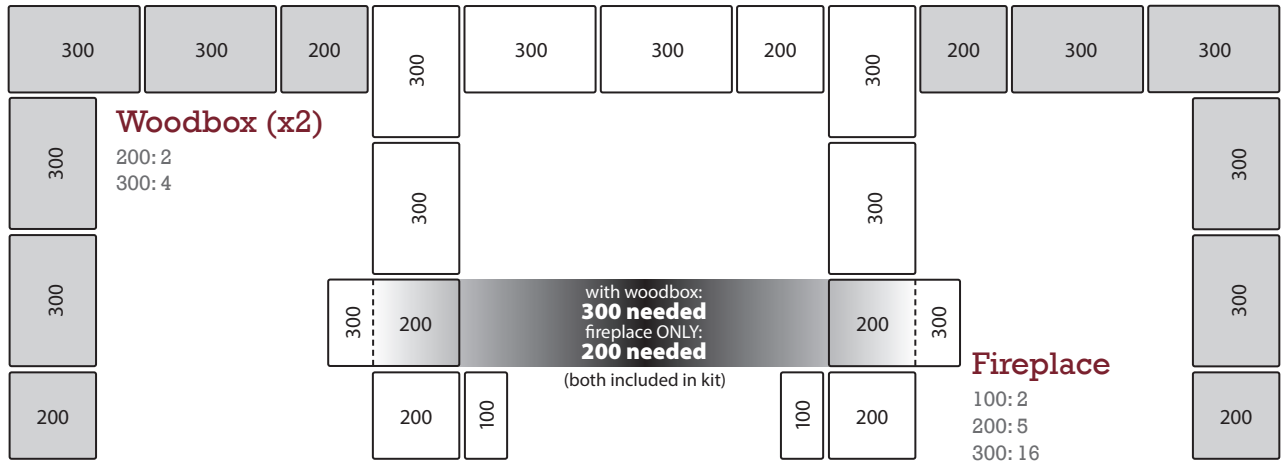 300 300 200 300 300 300 200 300 200 300 300
Woodbox (x2)
200: 2
300: 4
300 300 300 300
300 300
300 200 with woodbox: 200 300
300 needed
fireplace ONLY:
200 needed
(both included in kit)
Fireplace
100: 2
200: 5
300: 16
200 200 100 100 200 200